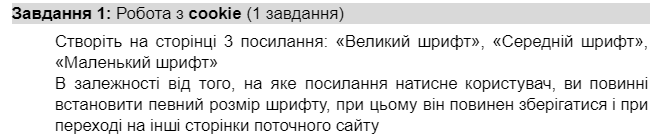 Завдання 1: Робота з cookie (1 завдання)
Створіть на сторінці 3 посилання: «Великий шрифт», «Середній шрифт»,
«Маленький шрифт»
В залежності від того, на яке посилання натисне користувач, ви повинні
встановити певний розмір шрифту, при цьому він повинен зберігатися і при
переході на інші сторінки поточного сайту